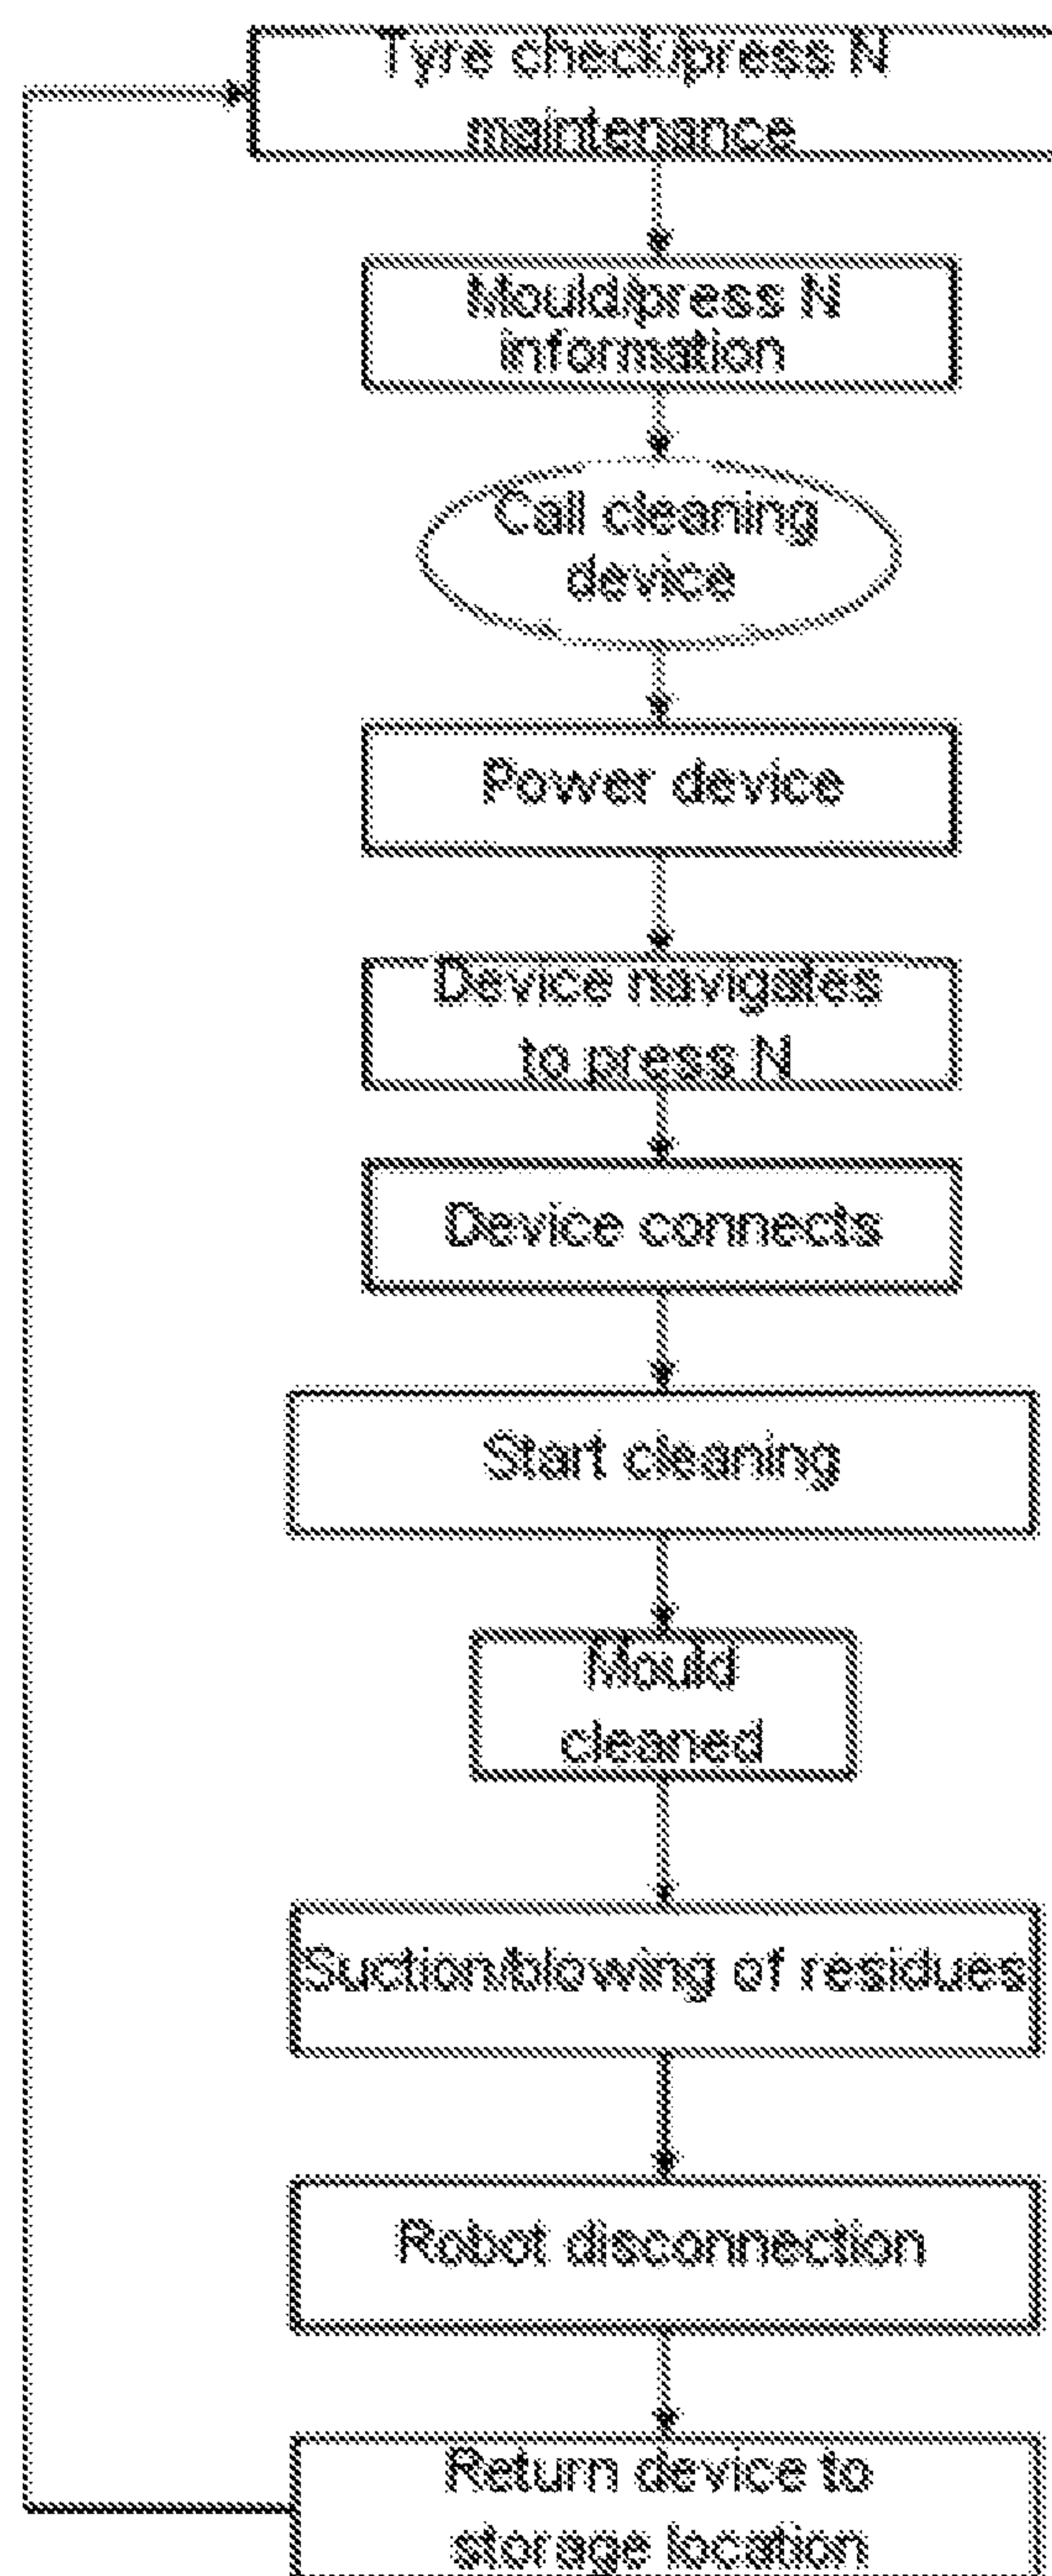 Tyre check/press N
maintenance
Mould/press N
information
Call cleaning
device
Power device
Device navigates
to press N
Device connects
Start cleaning
Mould
cleaned
Suction/blowing of residues
Robot disconnection
Return device to
storage location